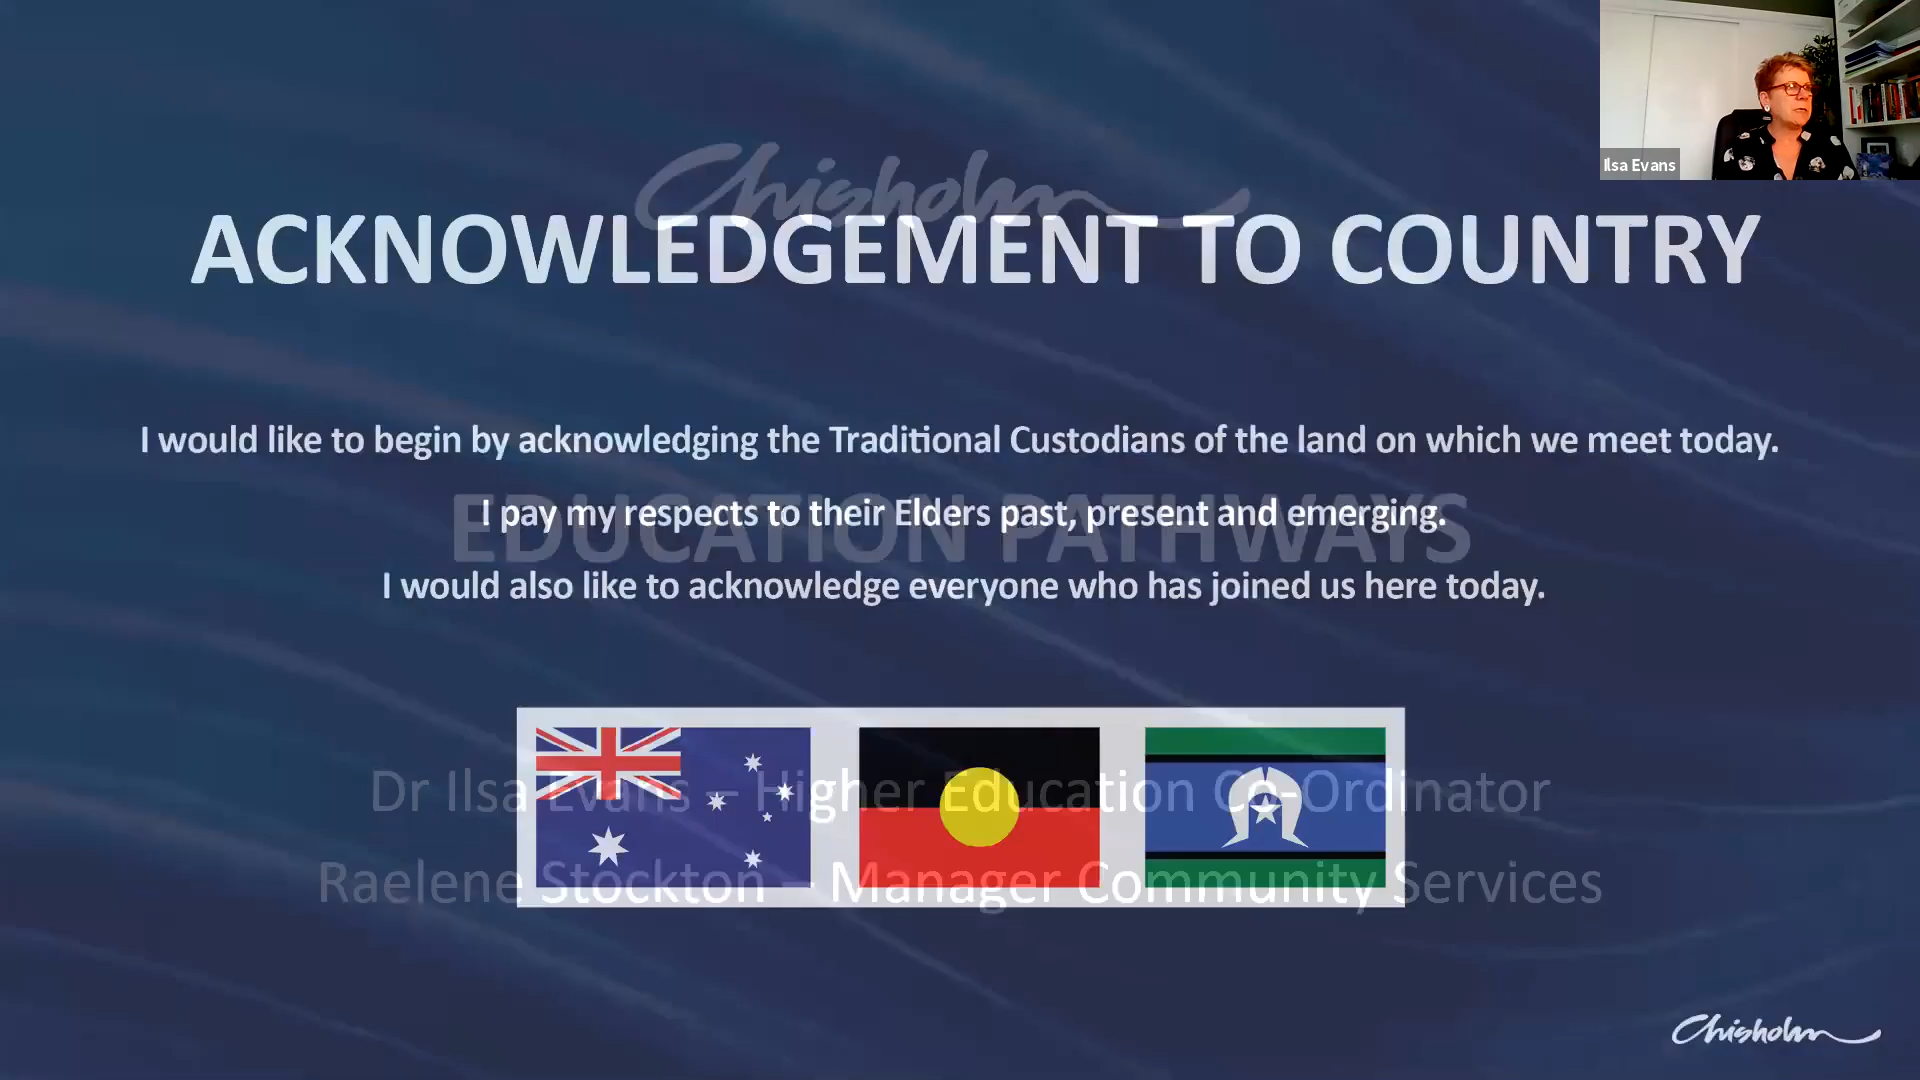 Ilsa Evans
Chisholm
ACKNOWLEDGEMENT TO COUNTRY
I would like to begin by acknowledging the Traditional Custodians of the land on which we meet today.
I pay my respects to their Elders past, present and emerging.
EDUCATION PATHWAYS
I would also like to acknowledge everyone who has joined us here today.
Dr Ilsa Evans – Higher Education Co-Ordinator
Raelene Stockton – Manager Community Services
Chisholm